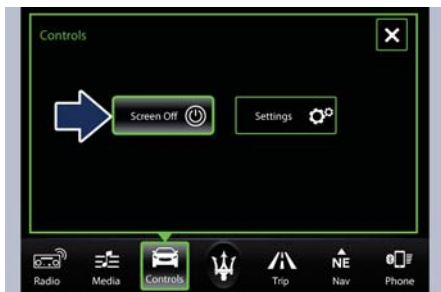 Controls
Screen Off
Settings
NE
Radio
Media
Controls
Trip
Nav
Phone